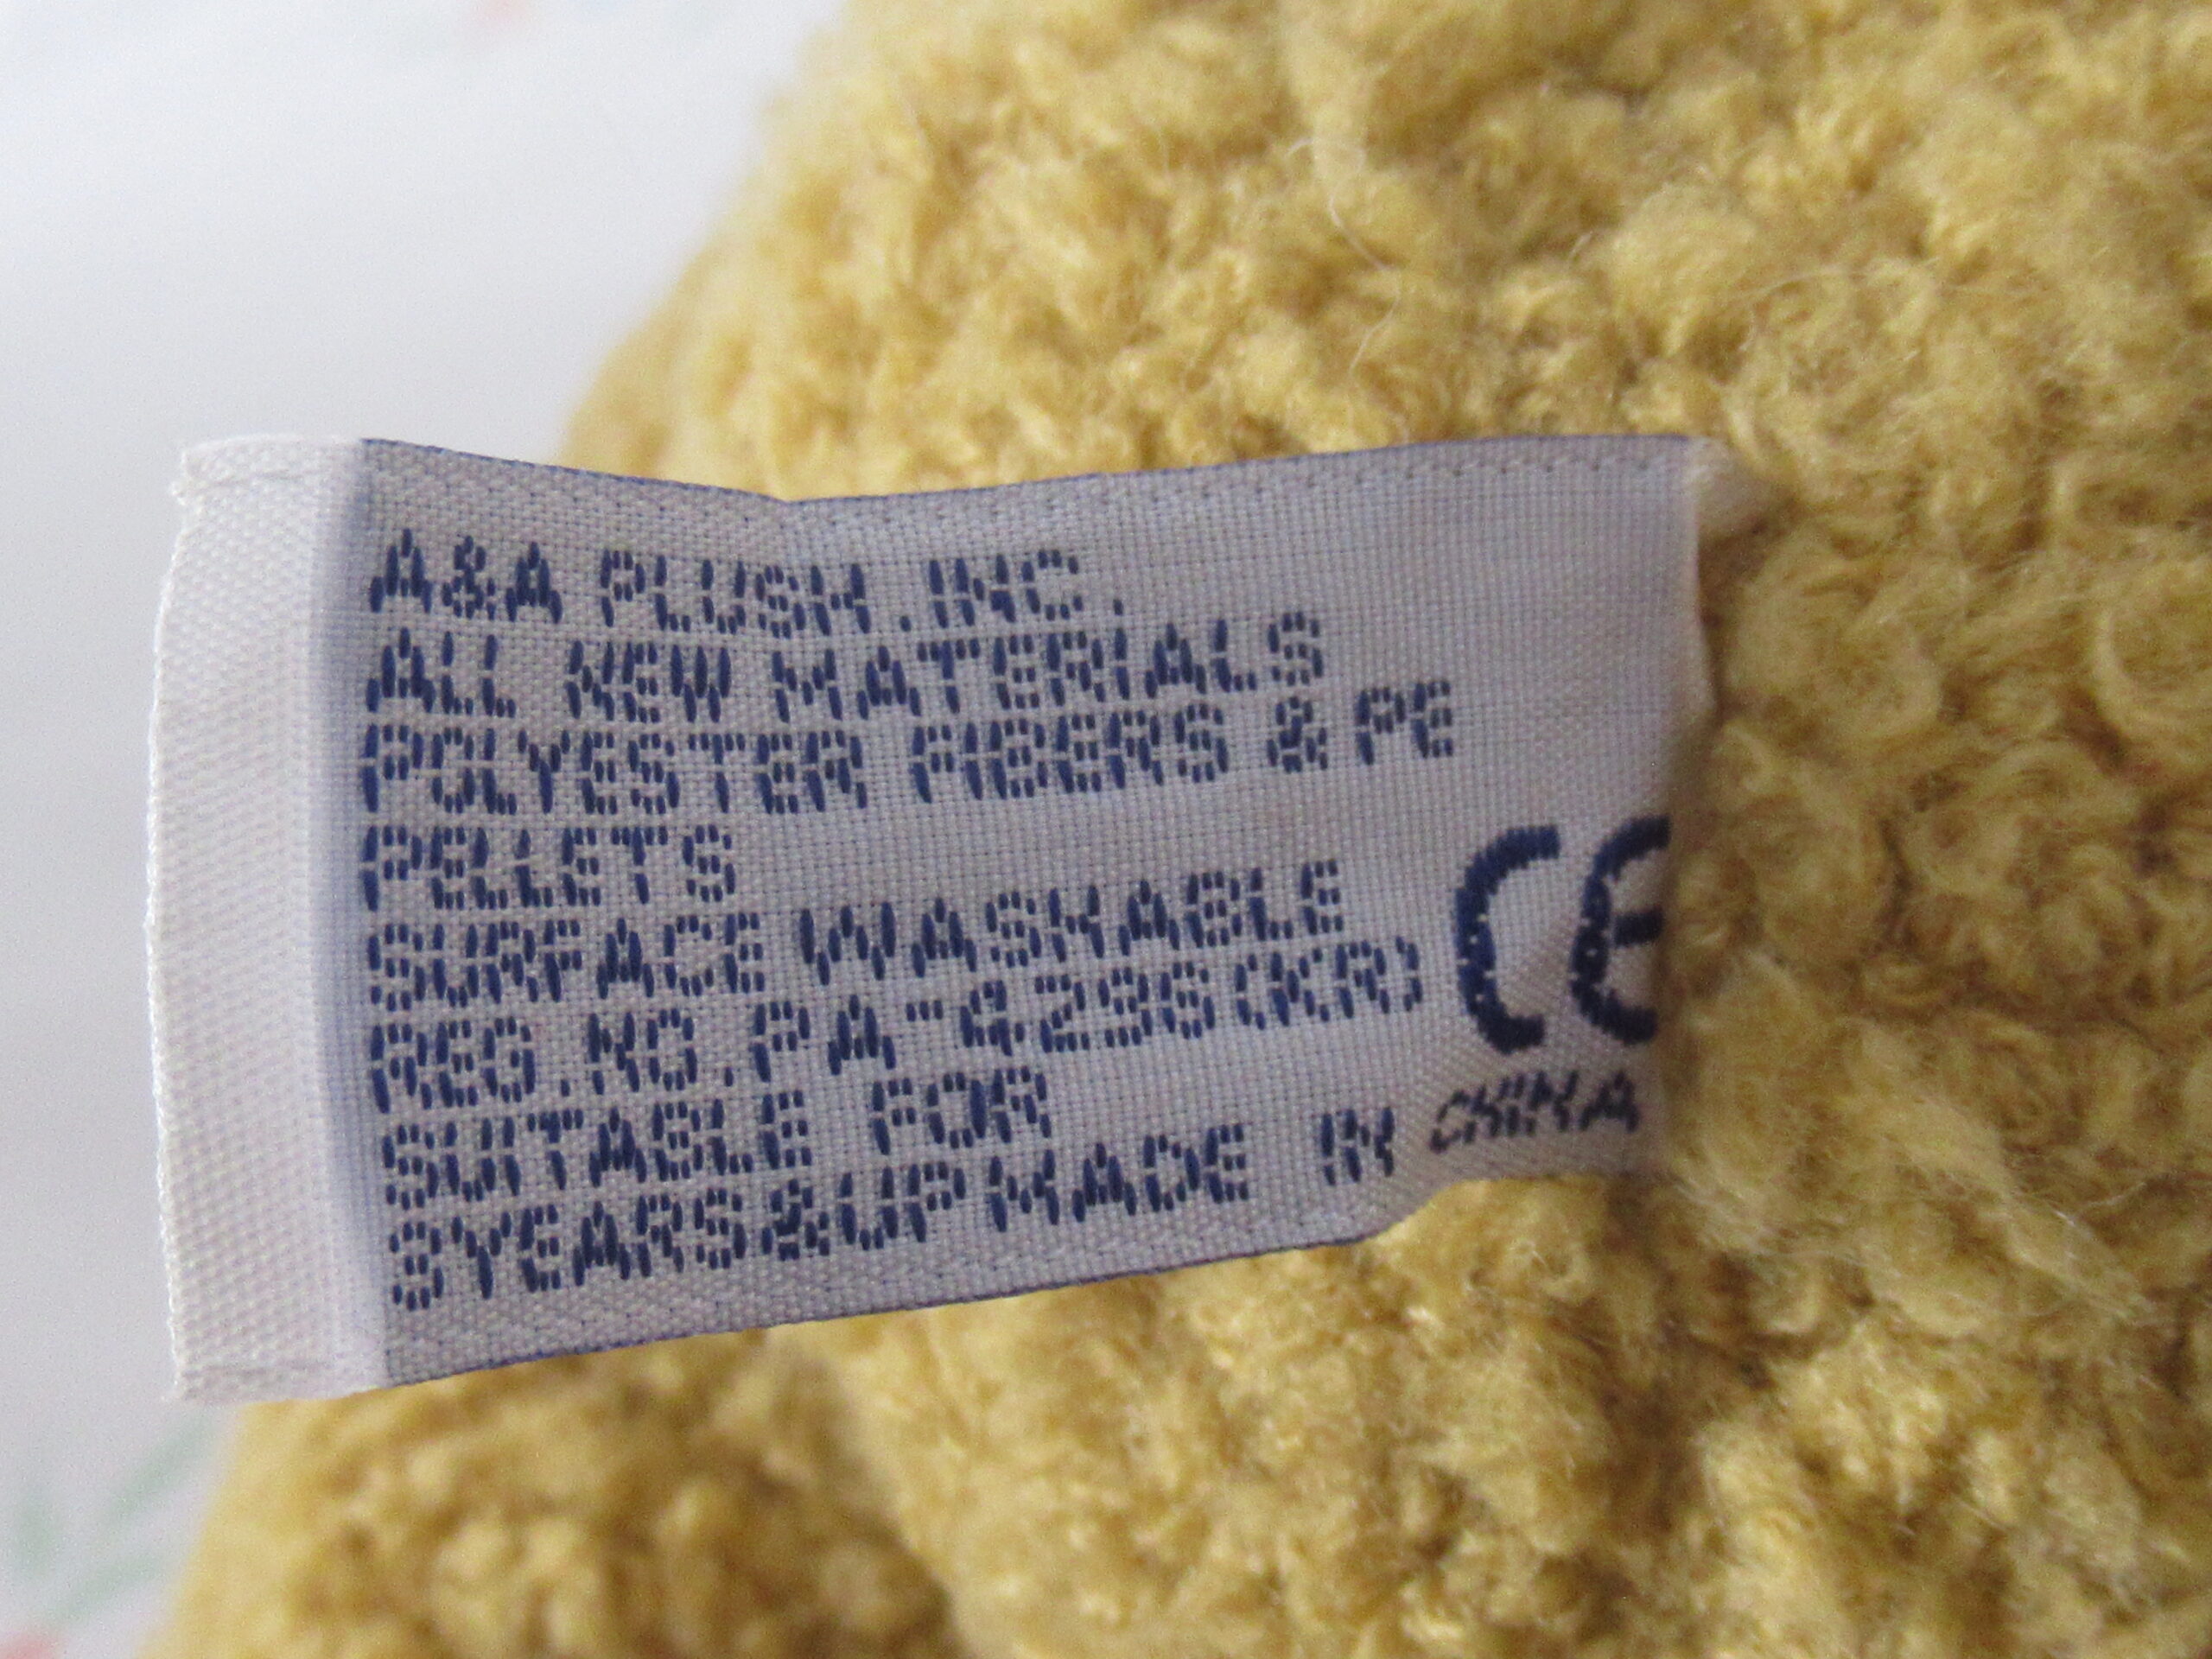 A&A PLUSH.INC.
ALL NEW MATERIALS
POLYESTER FIBERS & PE
PELLETS
SURFACE WASHABLE
REG.NO.PA-4296(KR)
CE
SUITABLE FOR
3YEARS&UP MADE IN CHINA